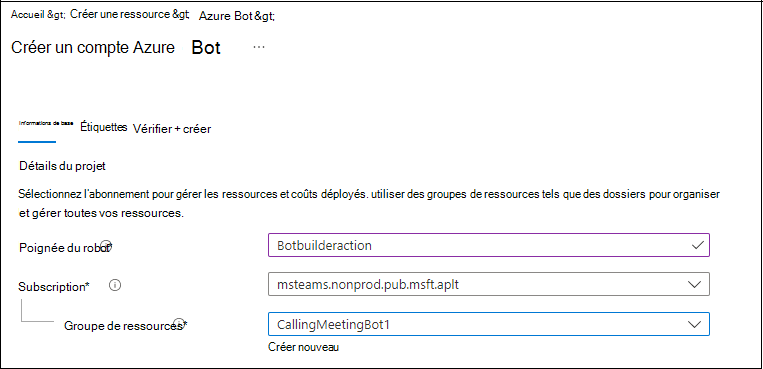 Accueil &gt; Créer une ressource &gt; Azure Bot &gt;
Créer un compte Azure Bot ...
Informations de base Étiquettes Vérifier + créer
Détails du projet
Sélectionnez l'abonnement pour gérer les ressources et coûts déployés. utiliser des groupes de ressources tels que des dossiers pour organiser
et gérer toutes vos ressources.
Poignée du robot* Botbuilderaction
Subscription* msteams.nonprod.pub.msft.aplt
Groupe de ressources* CallingMeetingBot1
Créer nouveau